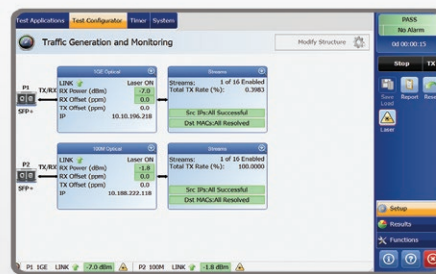 Test Applications Test Configurator Timer System
Traffic Generation and Monitoring
Modify Structure
1GE Optical
LINK Laser ON
RX Power (dBm) -7.0
RX Offset (ppm) 0.0
TX Offset (ppm) 0.0
IP 10.10.196.218
P1 TX/RX
SFP+
Streams
Streams: 1 of 16 Enabled
Total TX Rate (%): 0.3983
Src IPs:All Successful
Dst MACs:All Resolved
100M Optical
LINK Laser ON
RX Power (dBm) -1.8
RX Offset (ppm) 0.0
TX Offset (ppm) 0.0
IP 10.188.222.118
P2 TX/RX
SFP+
Streams
Streams: 1 of 16 Enabled
Total TX Rate (%): 100.0000
Src IPs:All Successful
Dst MACs:All Resolved
P1 1GE LINK -7.0 dBm P2 100M LINK -1.8 dBm
PASS
No Alarm
0d 00:00:15
Stop TX
Save
Load
Report
Laser
Setup
Results
Functions